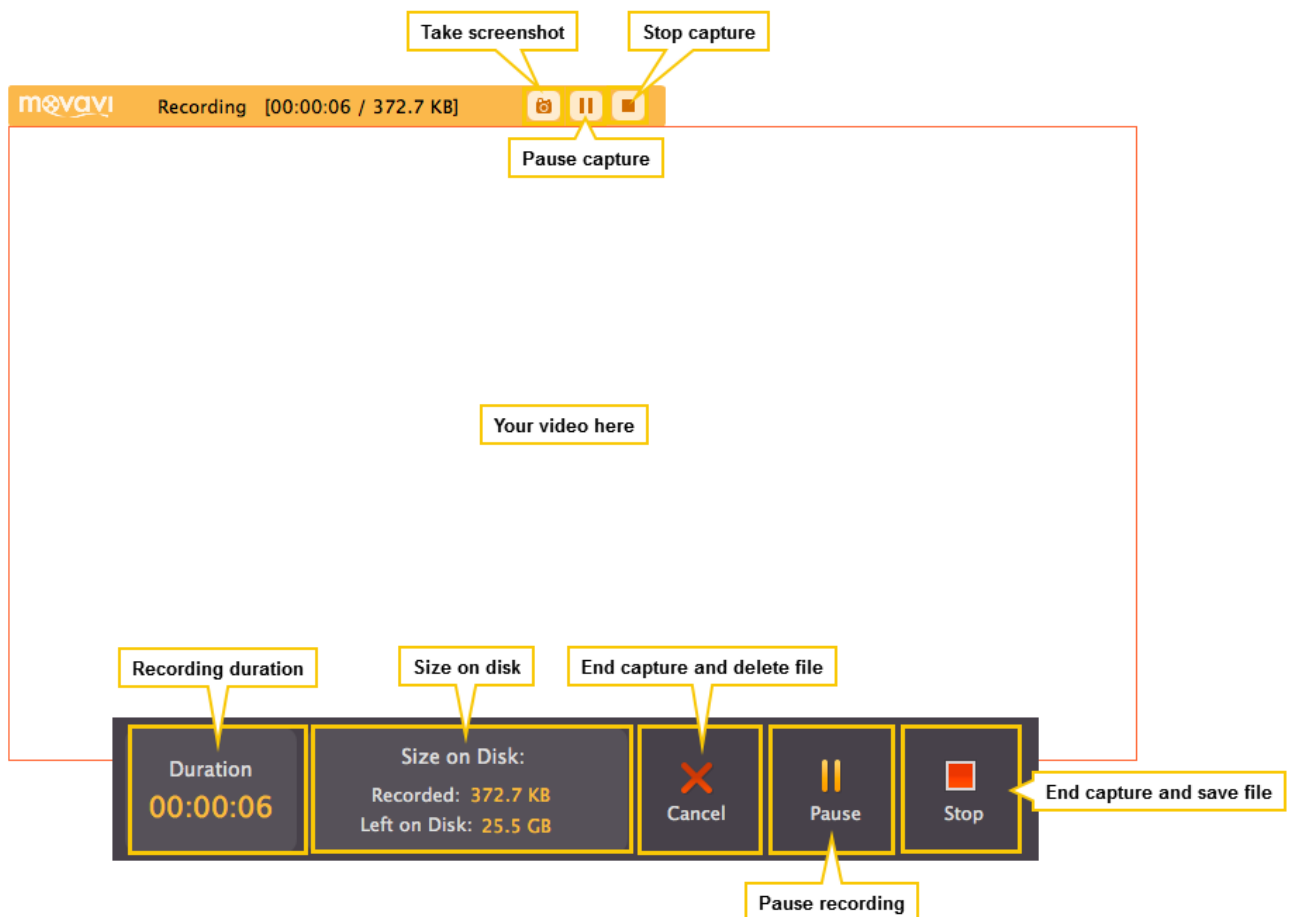 Take screenshot
Stop capture
movavi
Recording [00:00:06 / 372.7 KB]
Pause capture
Your video here
Recording duration
Size on disk
End capture and delete file
Duration
00:00:06
Size on Disk:
Recorded: 372.7 KB
Left on Disk: 25.5 GB
Cancel
Pause
Stop
End capture and save file
Pause recording